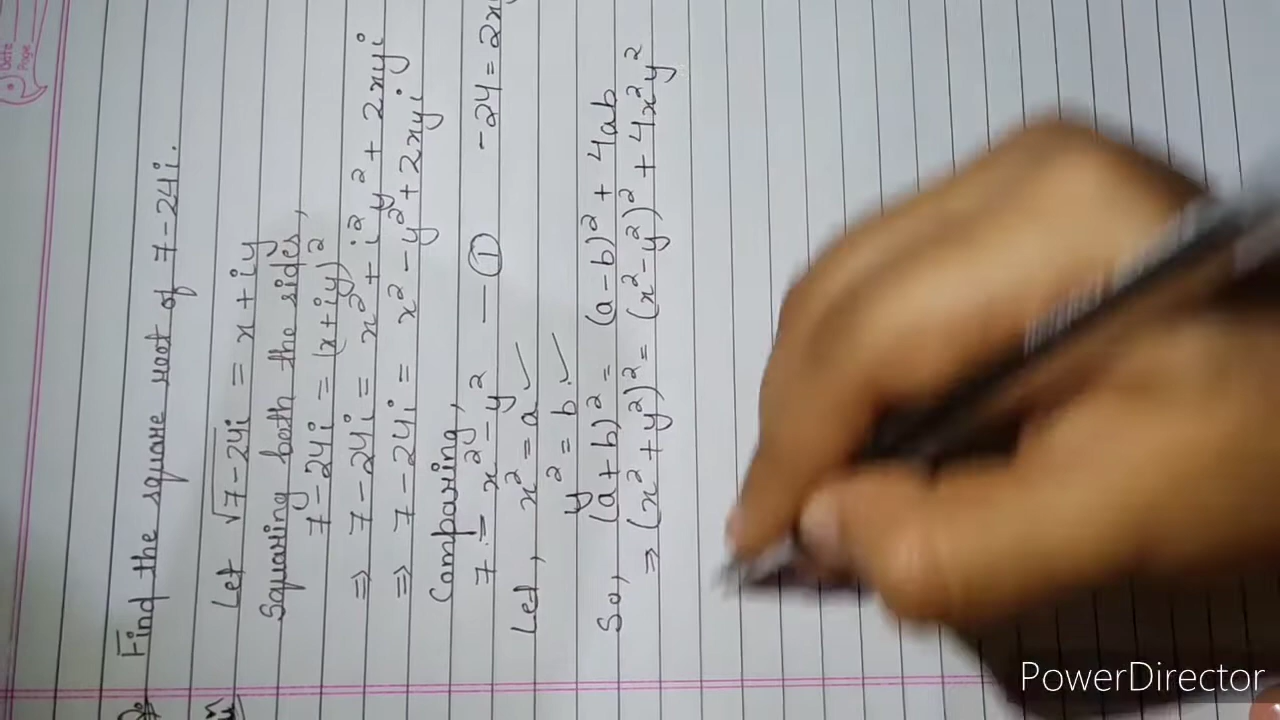 Date
Page
Find the square root of 7-24i.
Let √7-24i = x+iy
Squaring both the sides,
7-24i = (x+iy)²
⇒ 7-24i = x²+i²y²+2xyi
⇒ 7-24i = x²-y²+2xyi
Comparing,
7 = x²-y² — ① -24 = 2x
Let, x² = a ✓
y² = b ✓
So, (a+b)² = (a-b)² + 4ab
⇒ (x²+y²)² = (x²-y²)² + 4x²y²
PowerDirector